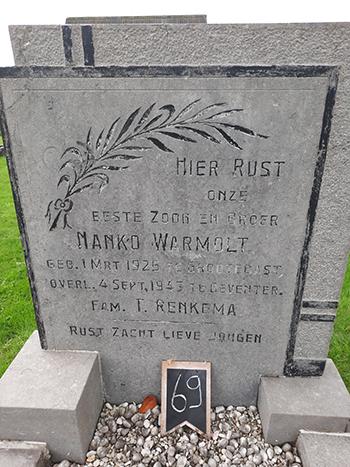 HIER RUST
ONZE
BESTE ZOON EN BROER
NANKO WARMOLT
GEB. 1 MRT 1925 TE GROOTEGAST,
OVERL. 4 SEPT. 1943 TE DEVENTER.
FAM. T. RENKEMA
RUST ZACHT LIEVE JONGEN
69